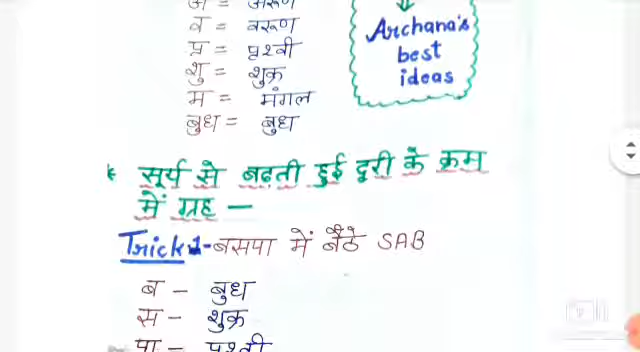 अ = अरूण
व = वरूण
पृ = पृथ्वी
शु = शुक्र
म = मंगल
बुध = बुध
Archana's
best
ideas
* सूर्य से बढ़ती हुई दूरी के क्रम
में ग्रह —
Trick 1 - बसपा में बैठे SAB
ब - बुध
स - शुक्र
पा - पृथ्वी